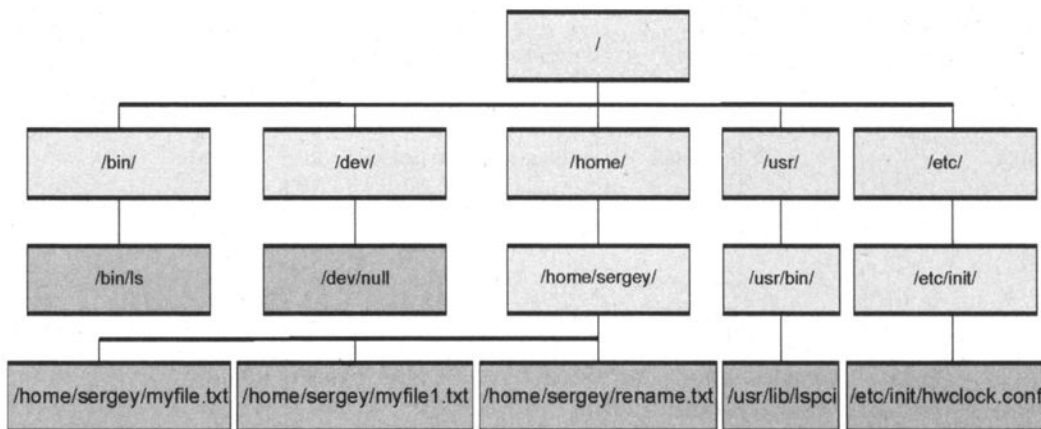 /
/bin/
/dev/
/home/
/usr/
/etc/
/bin/ls
/dev/null
/home/sergey/
/usr/bin/
/etc/init/
/home/sergey/myfile.txt
/home/sergey/myfile1.txt
/home/sergey/rename.txt
/usr/lib/lspci
/etc/init/hwclock.conf